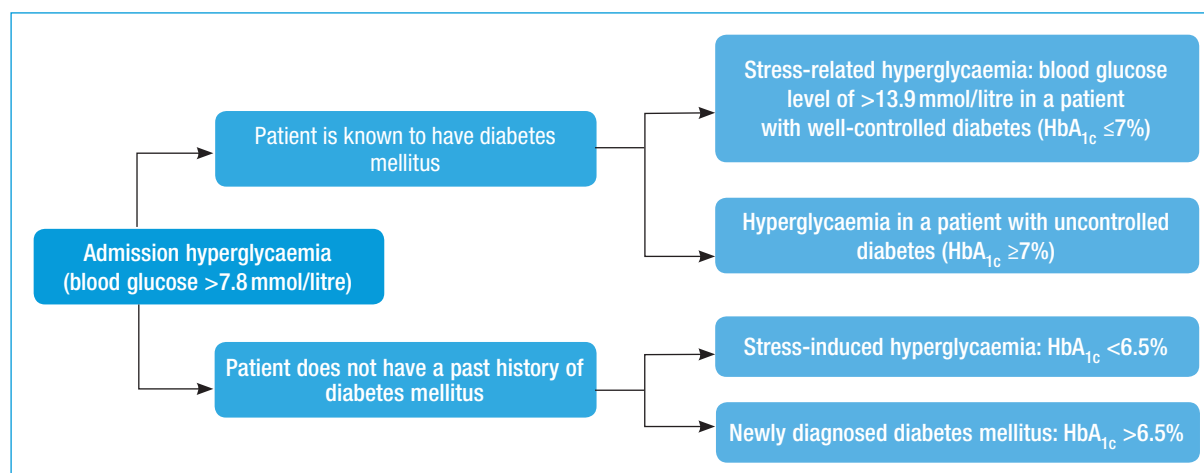 Stress-related hyperglycaemia: blood glucose
level of >13.9 mmol/litre in a patient
with well-controlled diabetes (HbA1c ≤7%)
Patient is known to have diabetes
mellitus
Hyperglycaemia in a patient with uncontrolled
diabetes (HbA1c ≥7%)
Admission hyperglycaemia
(blood glucose >7.8 mmol/litre)
Stress-induced hyperglycaemia: HbA1c <6.5%
Patient does not have a past history of
diabetes mellitus
Newly diagnosed diabetes mellitus: HbA1c >6.5%